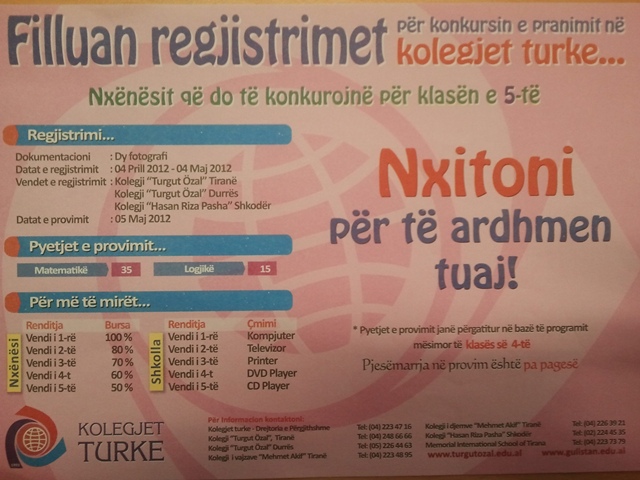 Filluan regjistrimet për konkursin e pranimit në
kolegjet turke...
Nxënësit që do të konkurojnë për klasën e 5-të
Regjistrimi...
Dokumentacioni : Dy fotografi
Datat e regjistrimit : 04 Prill 2012 - 04 Maj 2012
Vendet e regjistrimit : Kolegji "Turgut Özal" Tiranë
Kolegji "Turgut Özal" Durrës
Kolegji "Hasan Riza Pasha" Shkodër
Datat e provimit : 05 Maj 2012
Pyetjet e provimit...
Matematikë 35 Logjikë 15
Për më të mirët...
Nxënësi
Renditja Bursa
Vendi i 1-rë 100 %
Vendi i 2-të 80 %
Vendi i 3-të 70 %
Vendi i 4-t 60 %
Vendi i 5-të 50 %
Shkolla
Renditja Çmimi
Vendi i 1-rë Kompjuter
Vendi i 2-të Televizor
Vendi i 3-të Printer
Vendi i 4-t DVD Player
Vendi i 5-të CD Player
Nxitoni
për të ardhmen
tuaj!
* Pyetjet e provimit janë përgatitur në bazë të programit
mësimor të klasës së 4-të
Pjesëmarrja në provim është pa pagesë
KOLEGJET
TURKE
Për Informacion kontaktoni:
Kolegjet turke - Drejtoria e Përgjithshme Tel: (04) 223 47 16
Kolegji "Turgut Özal", Tiranë Tel: (04) 248 66 66
Kolegji "Turgut Özal" Durrës Tel: (05) 226 44 63
Kolegji i vajzave "Mehmet Akif" Tiranë Tel: (04) 223 48 95
Kolegji i djemve "Mehmet Akif" Tiranë Tel: (04) 226 39 21
Kolegji "Hasan Riza Pasha" Shkodër Tel: (02) 224 45 35
Memorial International School of Tirana Tel: (04) 223 73 79
www.turgutozal.edu.al www.gulistan.edu.al